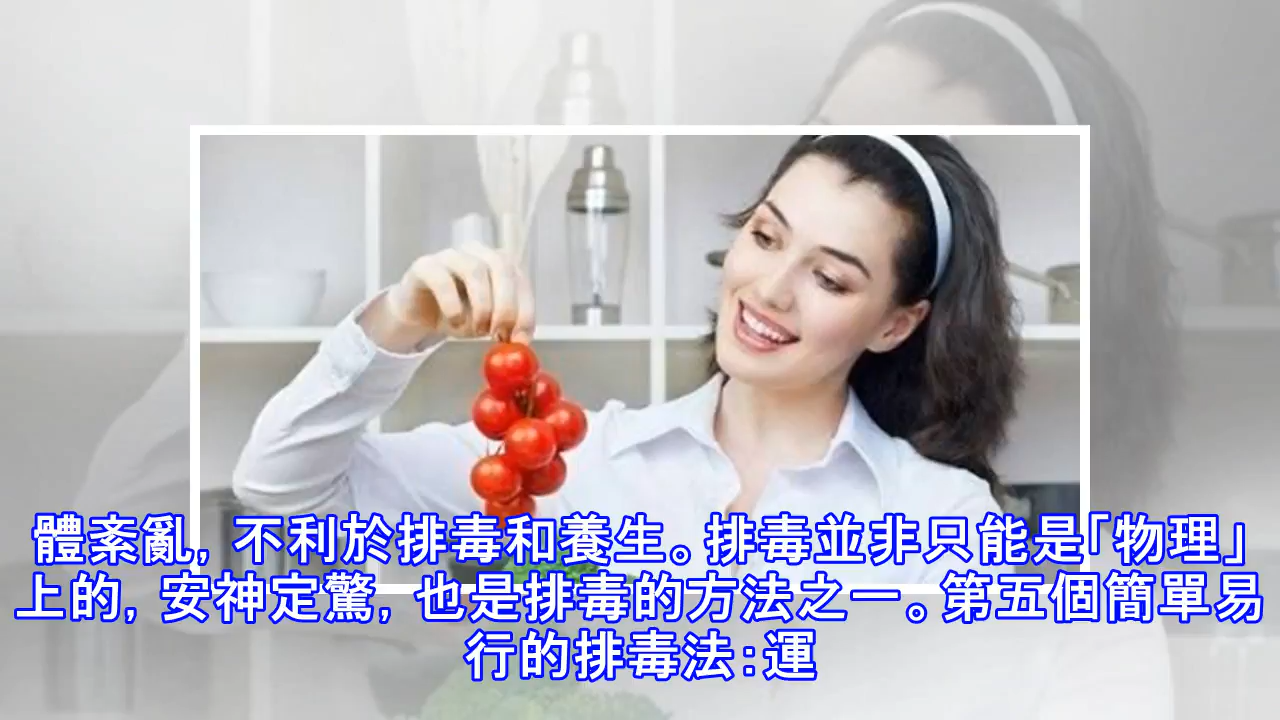 體紊亂, 不利於排毒和養生。排毒並非只能是「物理」
上的, 安神定驚, 也是排毒的方法之一。第五個簡單易
行的排毒法:運